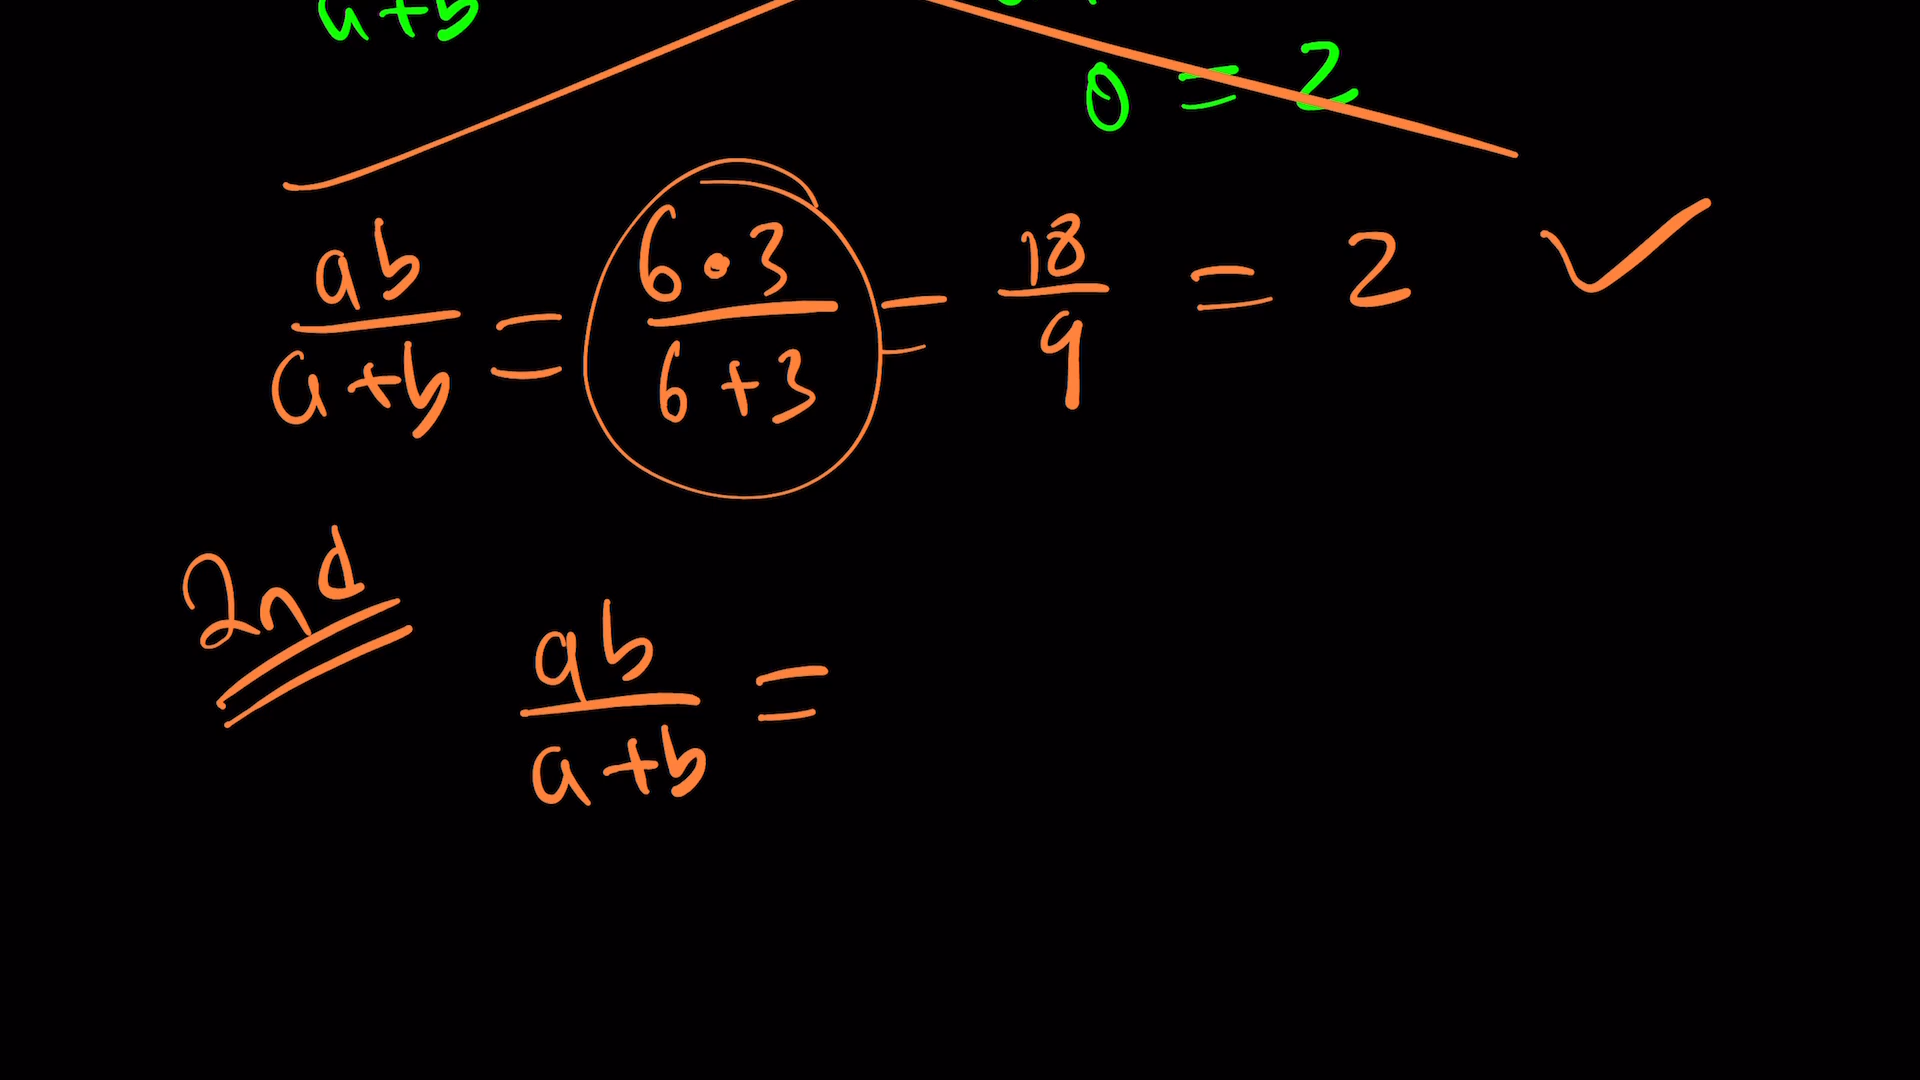 a+b
0 = 2
ab/a+b = 6•3/6+3 = 18/9 = 2 ✓
2nd
ab/a+b =